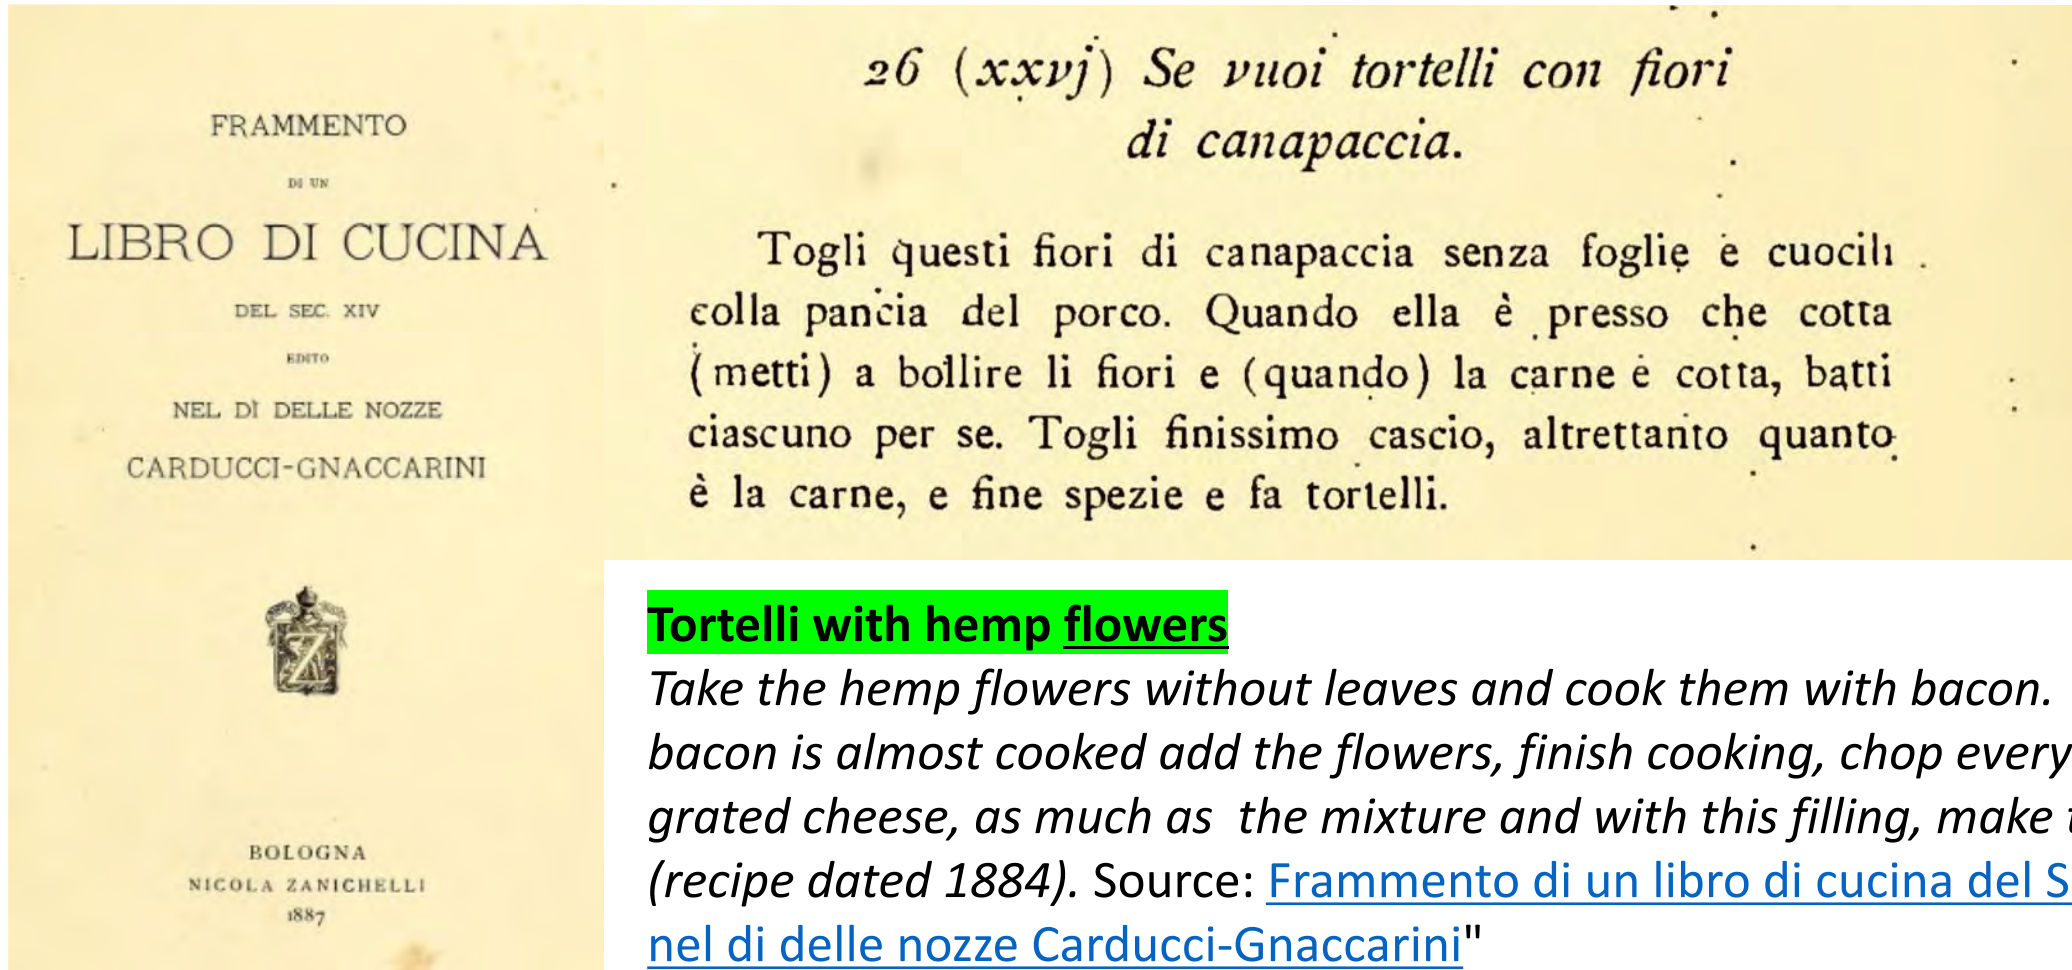 FRAMMENTO
DI UN
LIBRO DI CUCINA
DEL SEC. XIV
EDITO
NEL DÌ DELLE NOZZE
CARDUCCI-GNACCARINI
Z
BOLOGNA
NICOLA ZANICHELLI
1887
26 (xxvj) Se vuoi tortelli con fiori
di canapaccia.
Togli questi fiori di canapaccia senza foglie e cuocili
colla pancia del porco. Quando ella è presso che cotta
(metti) a bollire li fiori e (quando) la carne è cotta, batti
ciascuno per se. Togli finissimo cascio, altrettanto quanto
è la carne, e fine spezie e fa tortelli.
Tortelli with hemp flowers
Take the hemp flowers without leaves and cook them with bacon.
bacon is almost cooked add the flowers, finish cooking, chop every
grated cheese, as much as the mixture and with this filling, make t
(recipe dated 1884). Source: Frammento di un libro di cucina del S
nel di delle nozze Carducci-Gnaccarini"